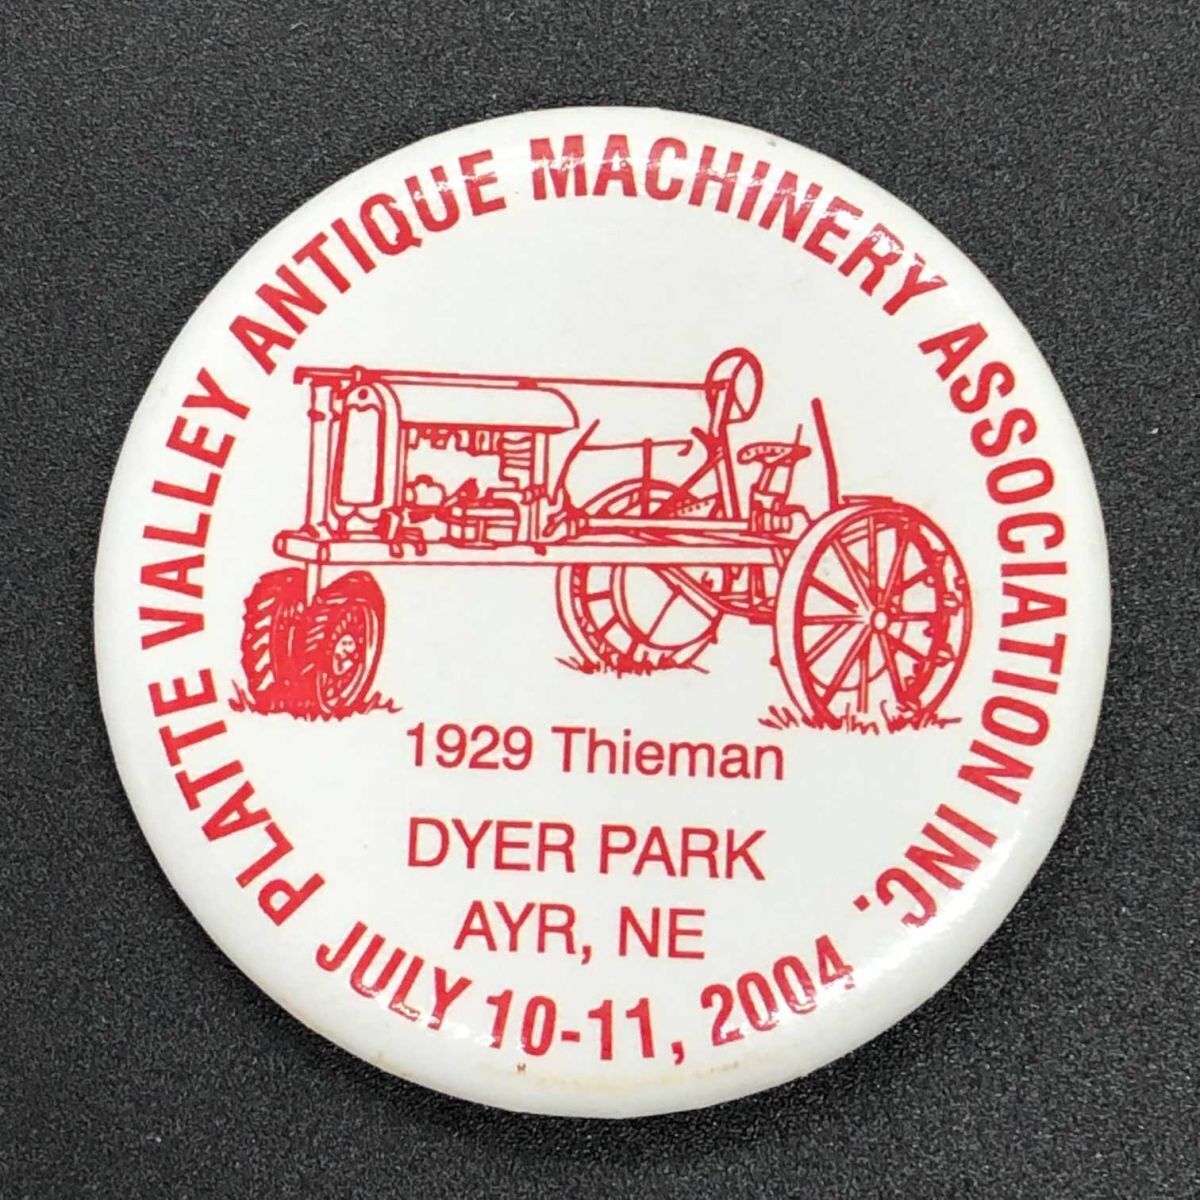 PLATTE VALLEY ANTIQUE MACHINERY ASSOCIATION INC.
1929 Thieman
DYER PARK
AYR, NE
JULY 10-11, 2004